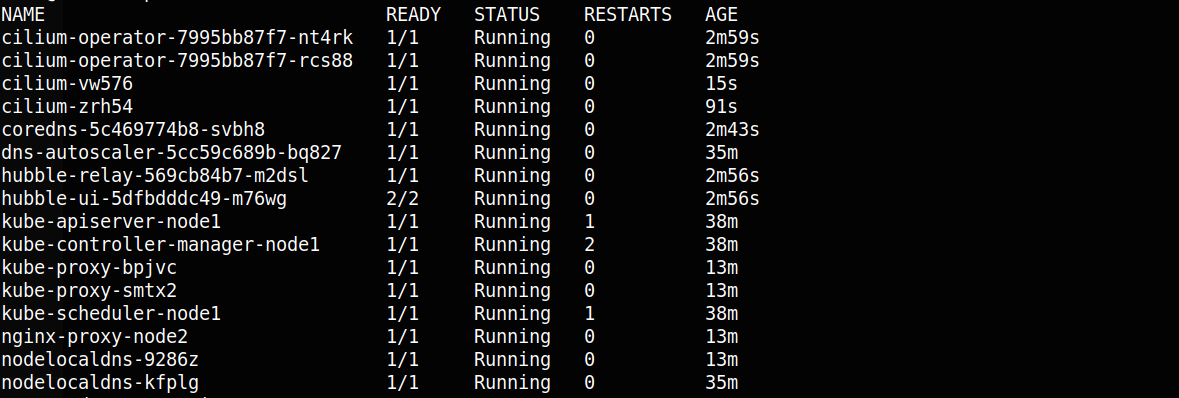 NAME READY STATUS RESTARTS AGE
cilium-operator-7995bb87f7-nt4rk 1/1 Running 0 2m59s
cilium-operator-7995bb87f7-rcs88 1/1 Running 0 2m59s
cilium-vw576 1/1 Running 0 15s
cilium-zrh54 1/1 Running 0 91s
coredns-5c469774b8-svbh8 1/1 Running 0 2m43s
dns-autoscaler-5cc59c689b-bq827 1/1 Running 0 35m
hubble-relay-569cb84b7-m2dsl 1/1 Running 0 2m56s
hubble-ui-5dfbdddc49-m76wg 2/2 Running 0 2m56s
kube-apiserver-node1 1/1 Running 1 38m
kube-controller-manager-node1 1/1 Running 2 38m
kube-proxy-bpjvc 1/1 Running 0 13m
kube-proxy-smtx2 1/1 Running 0 13m
kube-scheduler-node1 1/1 Running 1 38m
nginx-proxy-node2 1/1 Running 0 13m
nodelocaldns-9286z 1/1 Running 0 13m
nodelocaldns-kfplg 1/1 Running 0 35m